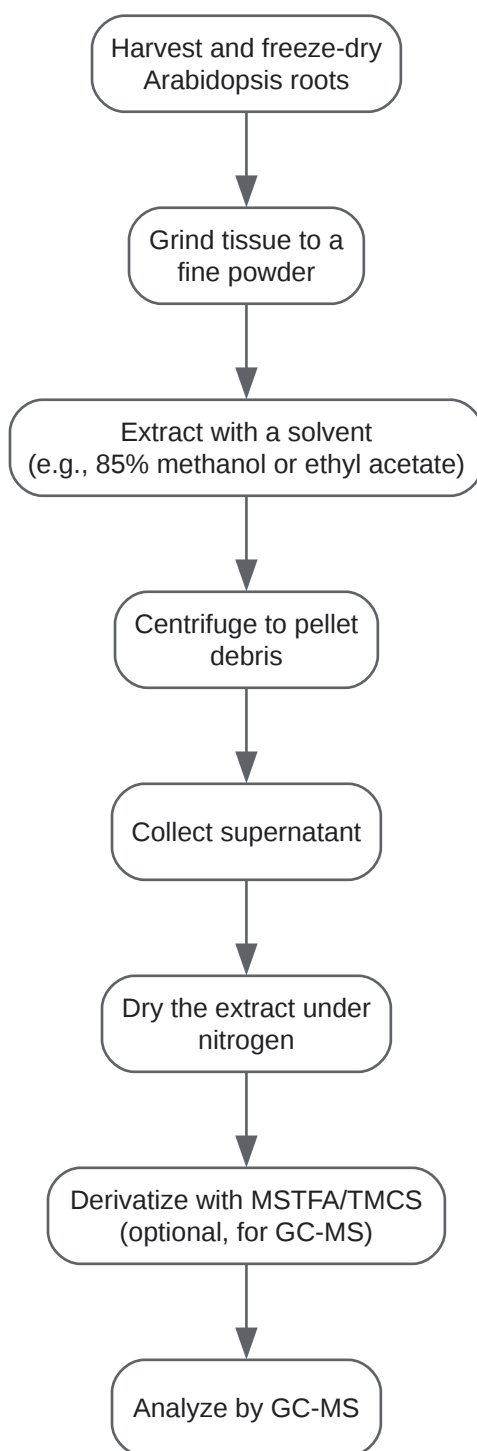 Harvest and freeze-dry
Arabidopsis roots
Grind tissue to a
fine powder
Extract with a solvent
(e.g., 85% methanol or ethyl acetate)
Centrifuge to pellet
debris
Collect supernatant
Dry the extract under
nitrogen
Derivatize with MSTFA/TMCS
(optional, for GC-MS)
Analyze by GC-MS